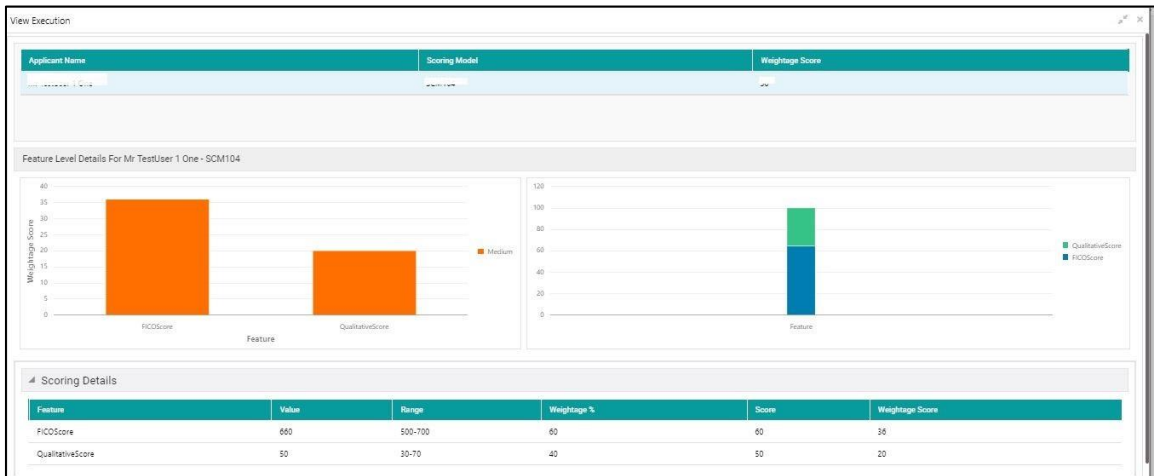 View Execution
Applicant Name Scoring Model Weightage Score
Feature Level Details For Mr TestUser 1 One - SCM104
40
35
30
25
20
15
10
5
0
Weightage Score
FICOScore QualitativeScore
Feature
Medium
120
100
80
60
40
20
0
Feature
QualitativeScore
FICOScore
Scoring Details
Feature Value Range Weightage % Score Weightage Score
FICOScore 660 500-700 60 60 36
QualitativeScore 50 30-70 40 50 20